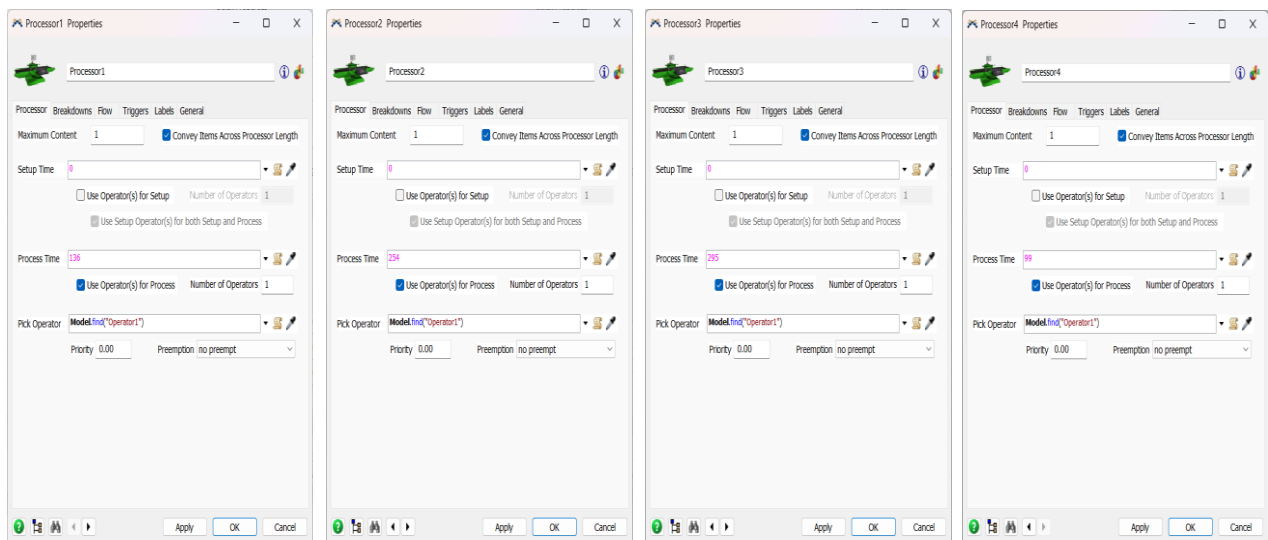 Processor1 Properties
Processor1
Processor Breakdowns Flow Triggers Labels General
Maximum Content 1 Convey Items Across Processor Length
Setup Time 0
Use Operator(s) for Setup Number of Operators 1
Use Setup Operator(s) for both Setup and Process
Process Time 136
Use Operator(s) for Process Number of Operators 1
Pick Operator Model.find("Operator1")
Priority 0.00 Preemption no preempt
Apply OK Cancel
Processor2 Properties
Processor2
Processor Breakdowns Flow Triggers Labels General
Maximum Content 1 Convey Items Across Processor Length
Setup Time 0
Use Operator(s) for Setup Number of Operators 1
Use Setup Operator(s) for both Setup and Process
Process Time 254
Use Operator(s) for Process Number of Operators 1
Pick Operator Model.find("Operator1")
Priority 0.00 Preemption no preempt
Apply OK Cancel
Processor3 Properties
Processor3
Processor Breakdowns Flow Triggers Labels General
Maximum Content 1 Convey Items Across Processor Length
Setup Time 0
Use Operator(s) for Setup Number of Operators 1
Use Setup Operator(s) for both Setup and Process
Process Time 295
Use Operator(s) for Process Number of Operators 1
Pick Operator Model.find("Operator1")
Priority 0.00 Preemption no preempt
Apply OK Cancel
Processor4 Properties
Processor4
Processor Breakdowns Flow Triggers Labels General
Maximum Content 1 Convey Items Across Processor Length
Setup Time 0
Use Operator(s) for Setup Number of Operators 1
Use Setup Operator(s) for both Setup and Process
Process Time 99
Use Operator(s) for Process Number of Operators 1
Pick Operator Model.find("Operator1")
Priority 0.00 Preemption no preempt
Apply OK Cancel